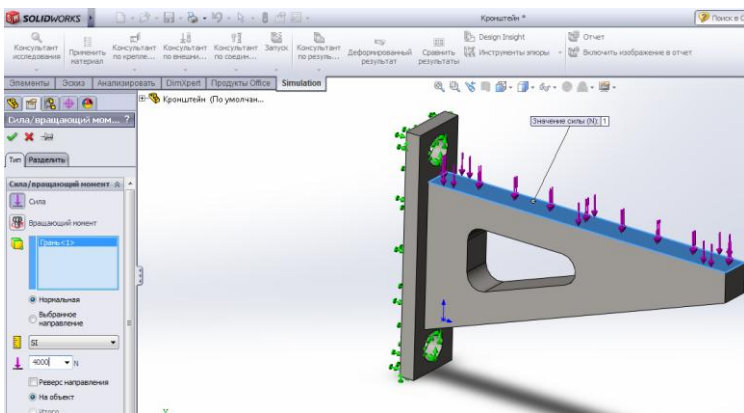 SOLIDWORKS
Кронштейн *
Поиск в С
Консультант исследования
Применить материал
Консультант по крепле...
Консультант по внешни...
Консультант по соедин...
Запуск
Консультант по резуль...
Деформированный результат
Сравнить результаты
Design Insight
Инструменты эпюры
Отчет
Включить изображение в отчет
Элементы
Эскиз
Анализировать
DimXpert
Продукты Office
Simulation
Кронштейн (По умолчан...
Сила/вращающий мом... ?
Тип
Разделить
Сила/вращающий момент
Сила
Вращающий момент
Грань<1>
Нормальная
Выбранное направление
SI
4000 N
Реверс направления
На объект
Итого
Значение силы (N): 1
Y